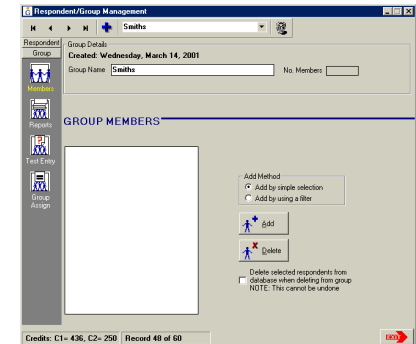 Respondent/Group Management
Smiths
Respondent
Group
Members
Reports
Test Entry
Group
Assign
Group Details
Created: Wednesday, March 14, 2001
Group Name Smiths No. Members
GROUP MEMBERS
Add Method
Add by simple selection
Add by using a filter
Add
Delete
Delete selected respondents from
database when deleting from group
NOTE: This cannot be undone
Credits: C1= 436, C2= 250 Record 48 of 60
EXIT